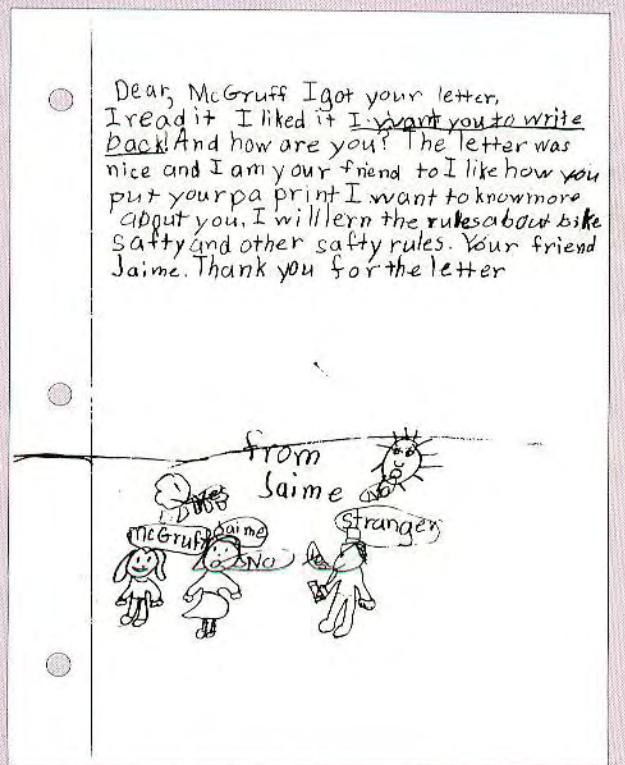 Dear, McGruff I got your letter,
I read it I liked it I want you to write
back! And how are you? The letter was
nice and I am your friend to I like how you
put your pa print I want to know more
about you, I will lern the rules about bike
Safty and other safty rules. Your friend
Jaime. Thank you for the letter
from
Jaime
No
McGruff
Jaime
Stranger
No